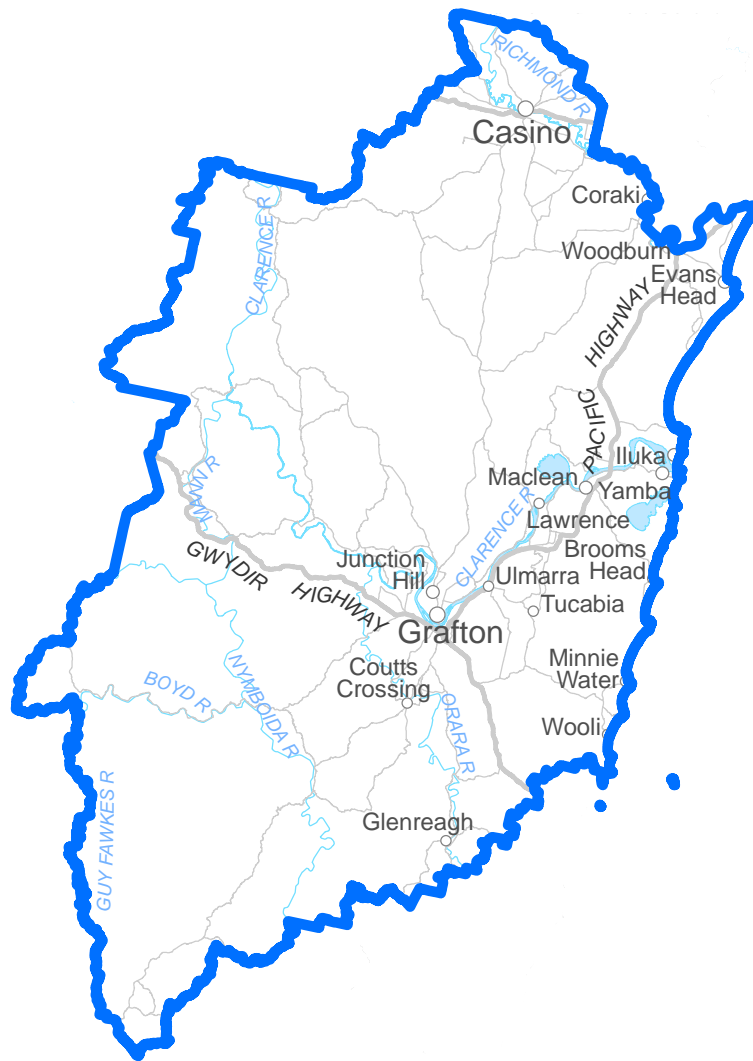 RICHMOND R
Casino
Coraki
CLARENCE R
Woodburn
Evans
Head
PACIFIC HIGHWAY
Iluka
Maclean
Yamba
MANN R
CLARENCE R
Lawrence
GWYDIR HIGHWAY
Junction
Hill
Brooms
Head
Ulmarra
Tucabia
Grafton
Coutts
Crossing
Minnie
Water
BOYD R
NYMBOIDA R
ORARA R
Wooli
GUY FAWKES R
Glenreagh